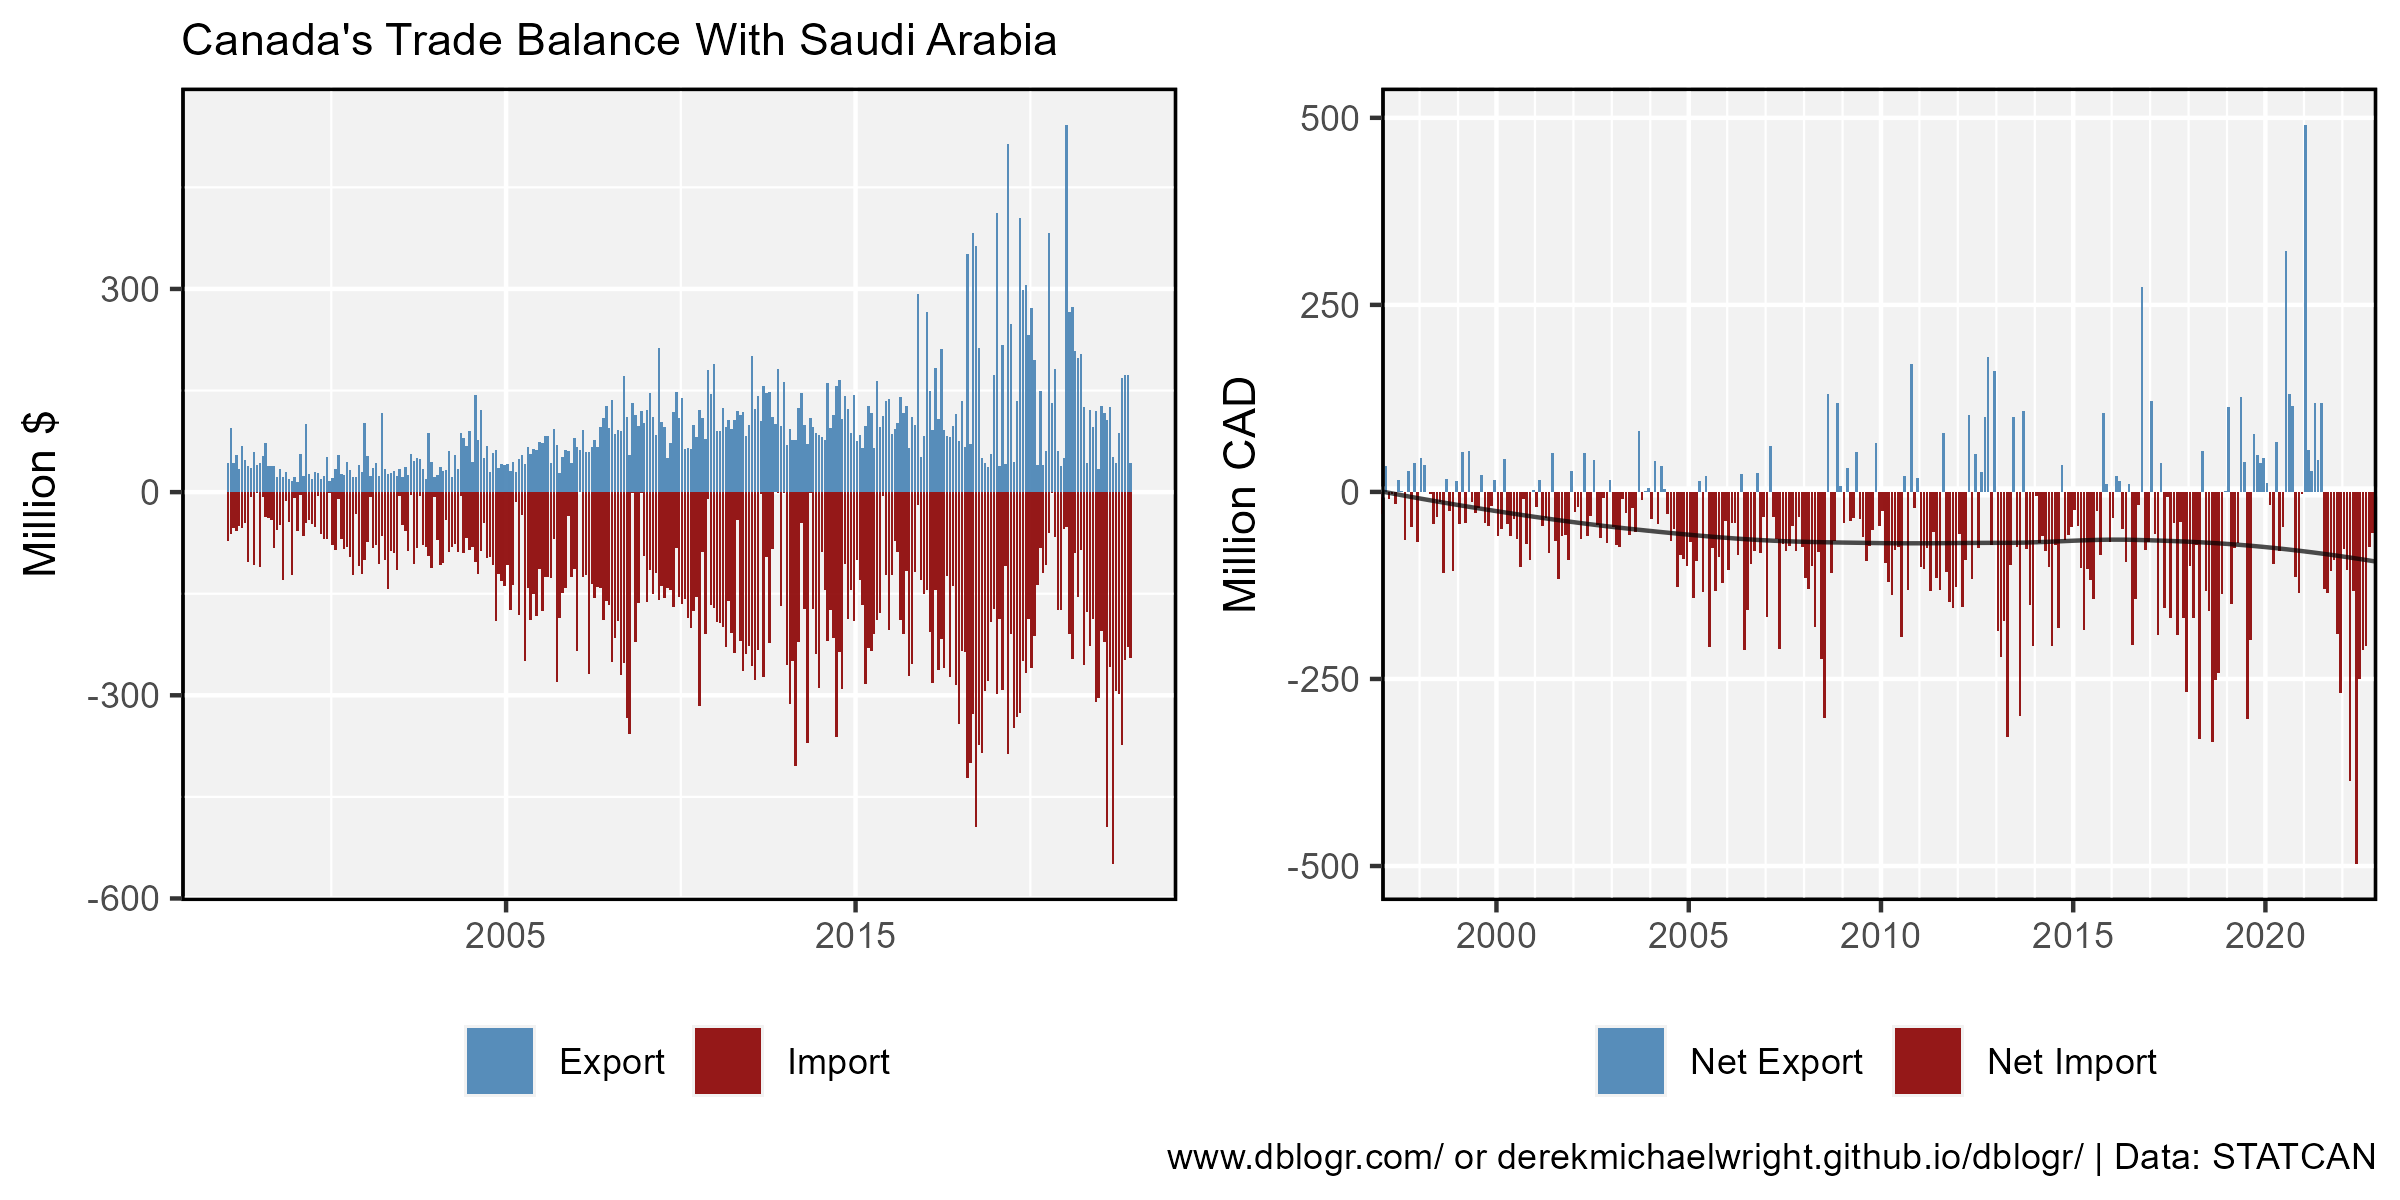 Canada's Trade Balance With Saudi Arabia
Million $
300
0
-300
-600
2005
2015
Export
Import
Million CAD
500
250
0
-250
-500
2000
2005
2010
2015
2020
Net Export
Net Import
www.dblogr.com/ or derekmichaelwright.github.io/dblogr/ | Data: STATCAN